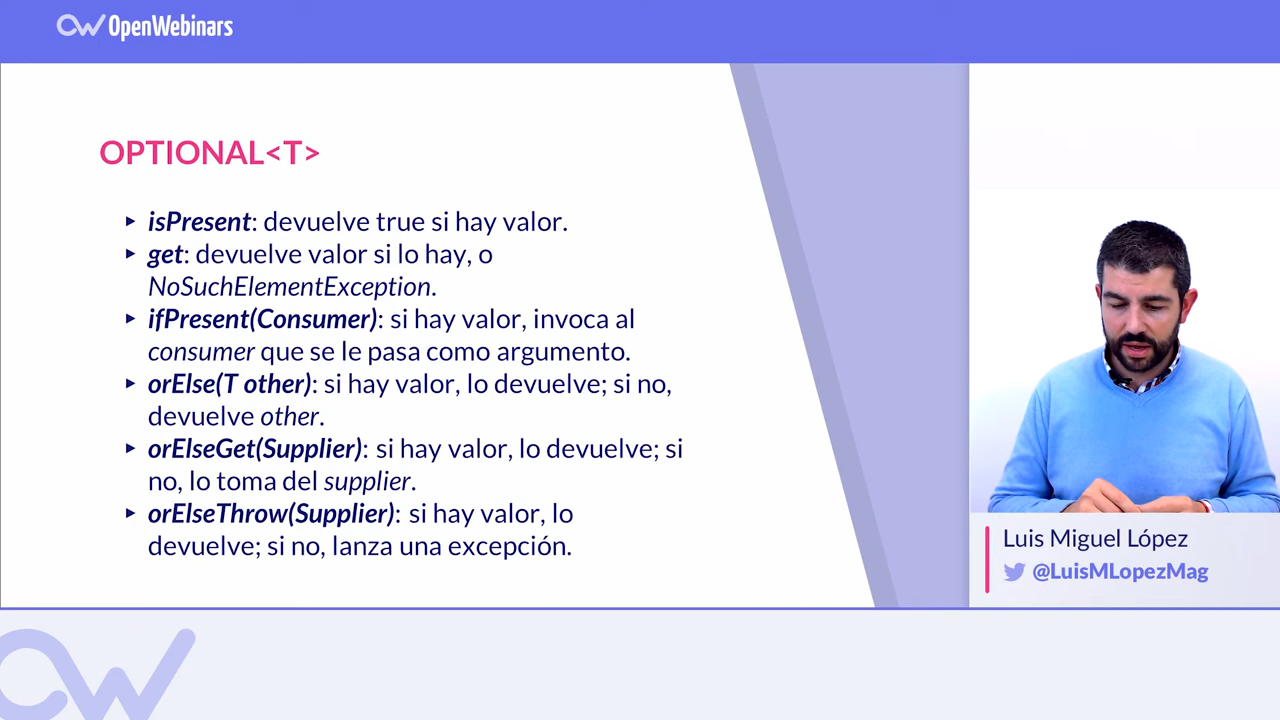 OpenWebinars
OPTIONAL<T>
▸ isPresent: devuelve true si hay valor.
▸ get: devuelve valor si lo hay, o
NoSuchElementException.
▸ ifPresent(Consumer): si hay valor, invoca al
consumer que se le pasa como argumento.
▸ orElse(T other): si hay valor, lo devuelve; si no,
devuelve other.
▸ orElseGet(Supplier): si hay valor, lo devuelve; si
no, lo toma del supplier.
▸ orElseThrow(Supplier): si hay valor, lo
devuelve; si no, lanza una excepción.
Luis Miguel López
@LuisMLopezMag